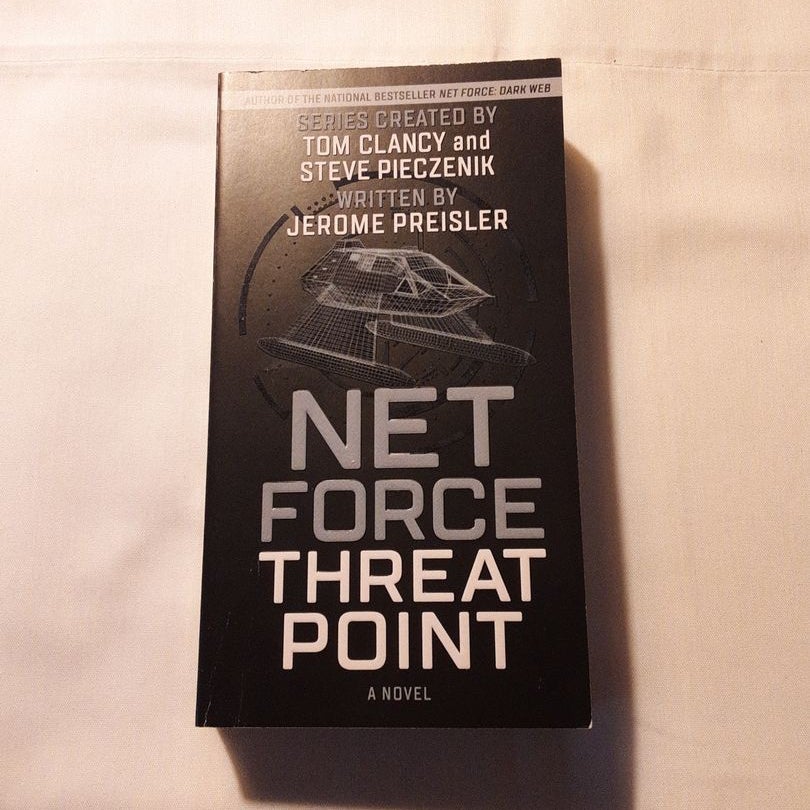 AUTHOR OF THE NATIONAL BESTSELLER NET FORCE: DARK WEB
SERIES CREATED BY
TOM CLANCY and
STEVE PIECZENIK
WRITTEN BY
JEROME PREISLER
NET
FORCE
THREAT
POINT
A NOVEL